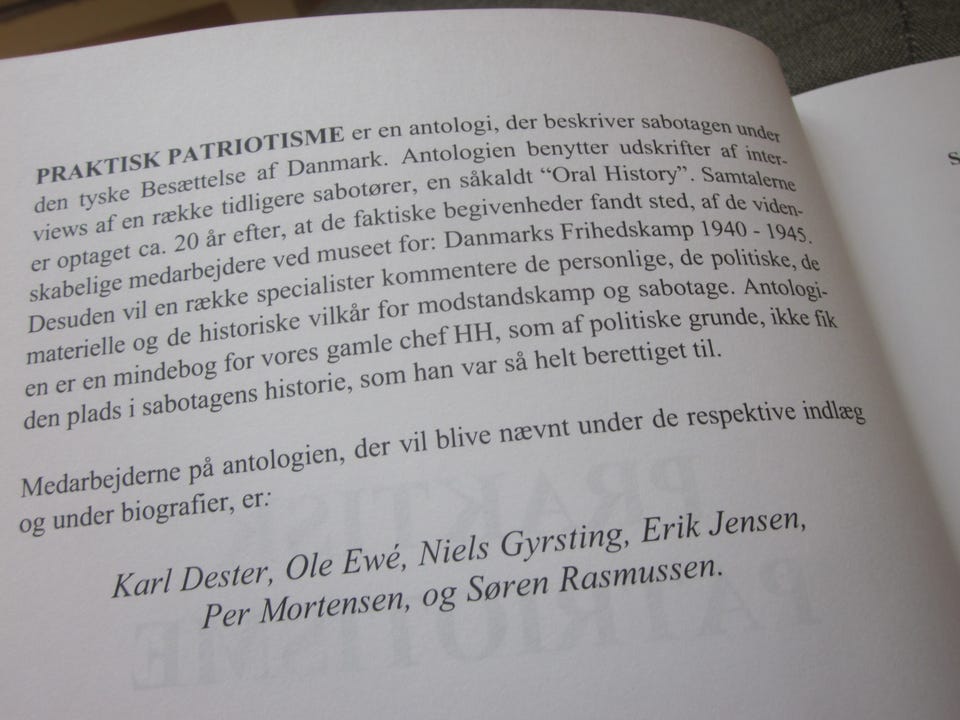 PRAKTISK PATRIOTISME er en antologi, der beskriver sabotagen under
den tyske Besættelse af Danmark. Antologien benytter udskrifter af inter-
views af en række tidligere sabotører, en såkaldt “Oral History”. Samtalerne
er optaget ca. 20 år efter, at de faktiske begivenheder fandt sted, af de viden-
skabelige medarbejdere ved museet for: Danmarks Frihedskamp 1940 - 1945.
Desuden vil en række specialister kommentere de personlige, de politiske, de
materielle og de historiske vilkår for modstandskamp og sabotage. Antologi-
en er en mindebog for vores gamle chef HH, som af politiske grunde, ikke fik
den plads i sabotagens historie, som han var så helt berettiget til.
Medarbejderne på antologien, der vil blive nævnt under de respektive indlæg
og under biografier, er:
Karl Dester, Ole Ewé, Niels Gyrsting, Erik Jensen,
Per Mortensen, og Søren Rasmussen.
PRAKTISK
PATRIOTISME